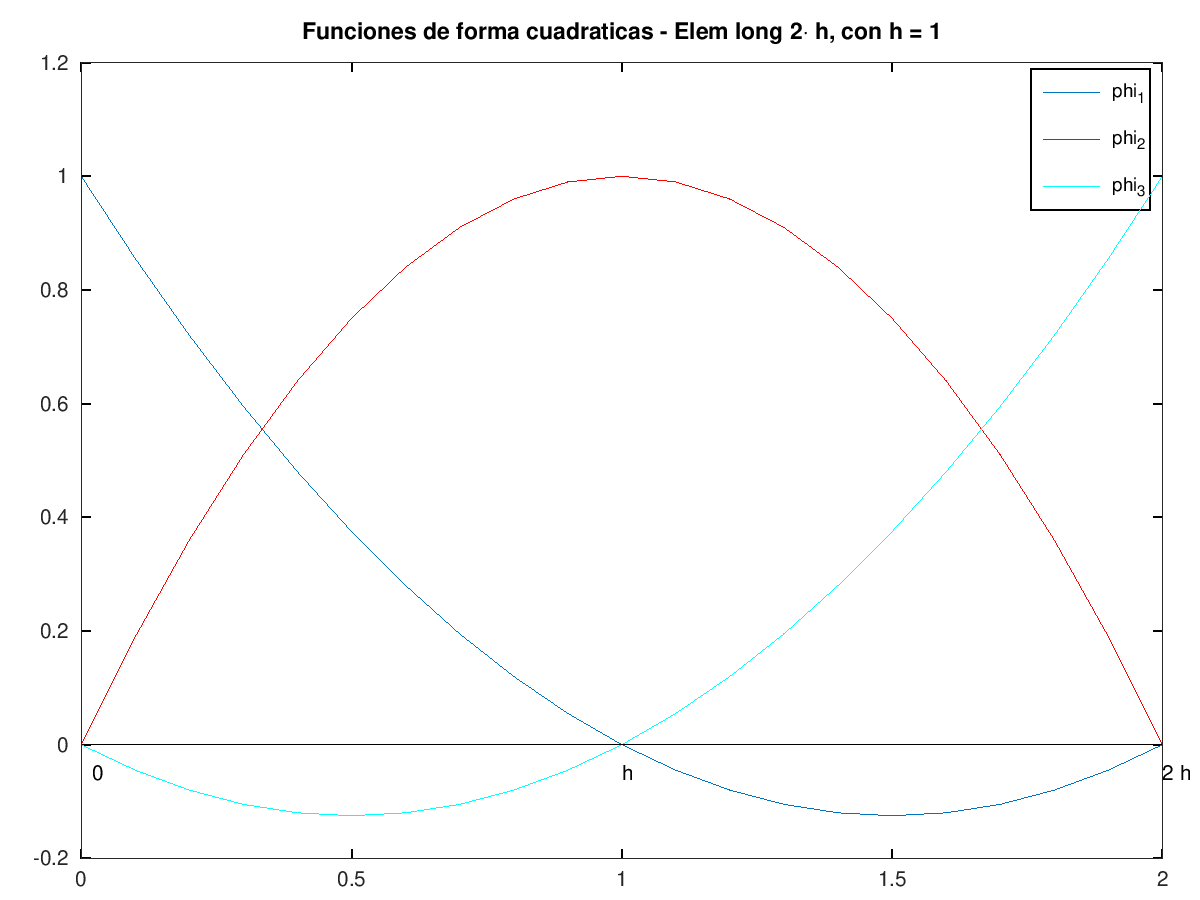 Funciones de forma cuadraticas - Elem long 2· h, con h = 1
1.2
phi1
1
phi2
phi3
0.8
0.6
0.4
0.2
0
0
h
2 h
-0.2
0
0.5
1
1.5
2